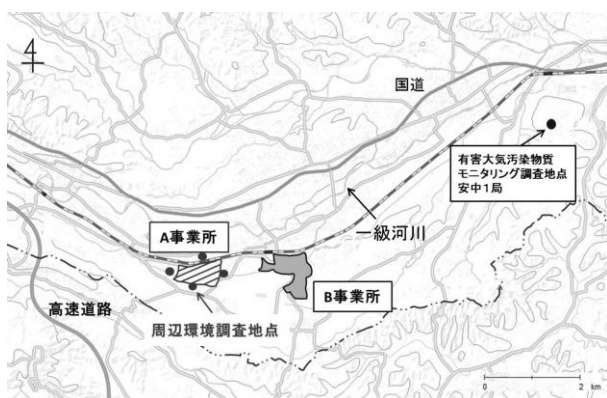 4
国道
有害大気汚染物質
モニタリング調査地点
安中1局
一級河川
A事業所
B事業所
高速道路
周辺環境調査地点
0
2
km